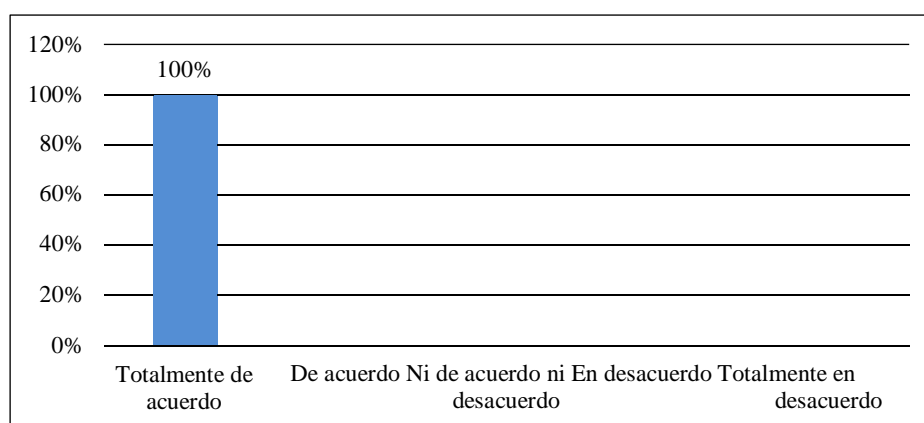 120%
100%
100%
80%
60%
40%
20%
0%
Totalmente de
acuerdo
De acuerdo Ni de acuerdo ni En desacuerdo Totalmente en
desacuerdo
desacuerdo